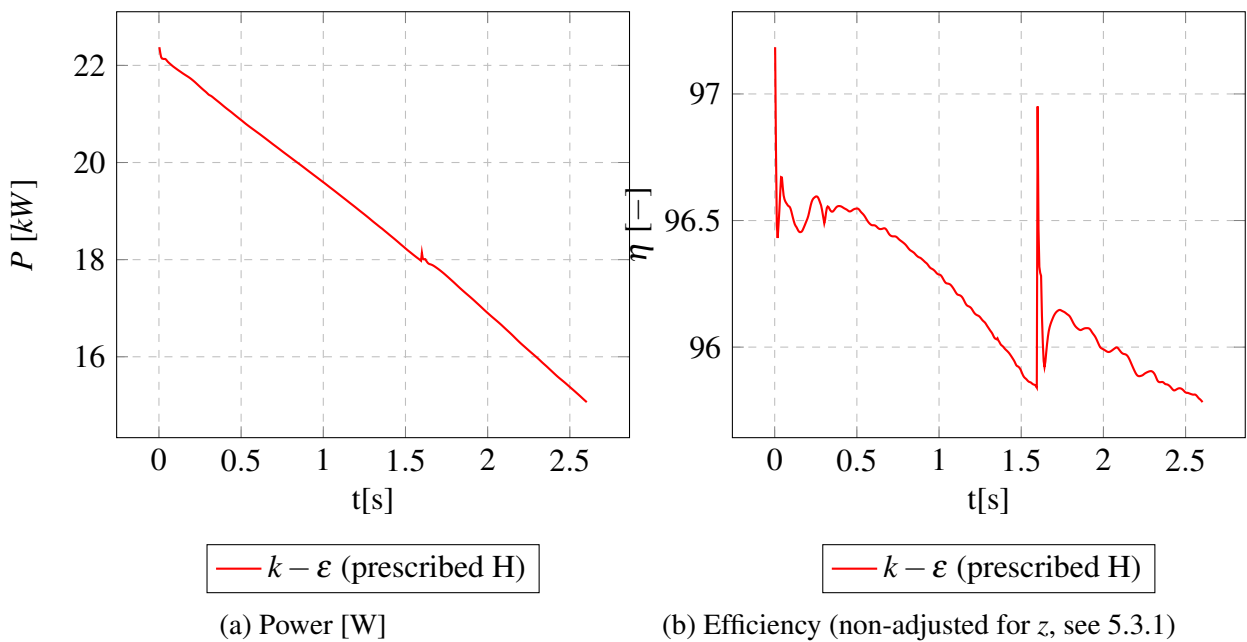 22
20
18
16
P [kW]
0 0.5 1 1.5 2 2.5
t[s]
k − ε (prescribed H)
(a) Power [W]
97
96.5
96
η [−]
0 0.5 1 1.5 2 2.5
t[s]
k − ε (prescribed H)
(b) Efficiency (non-adjusted for z, see 5.3.1)